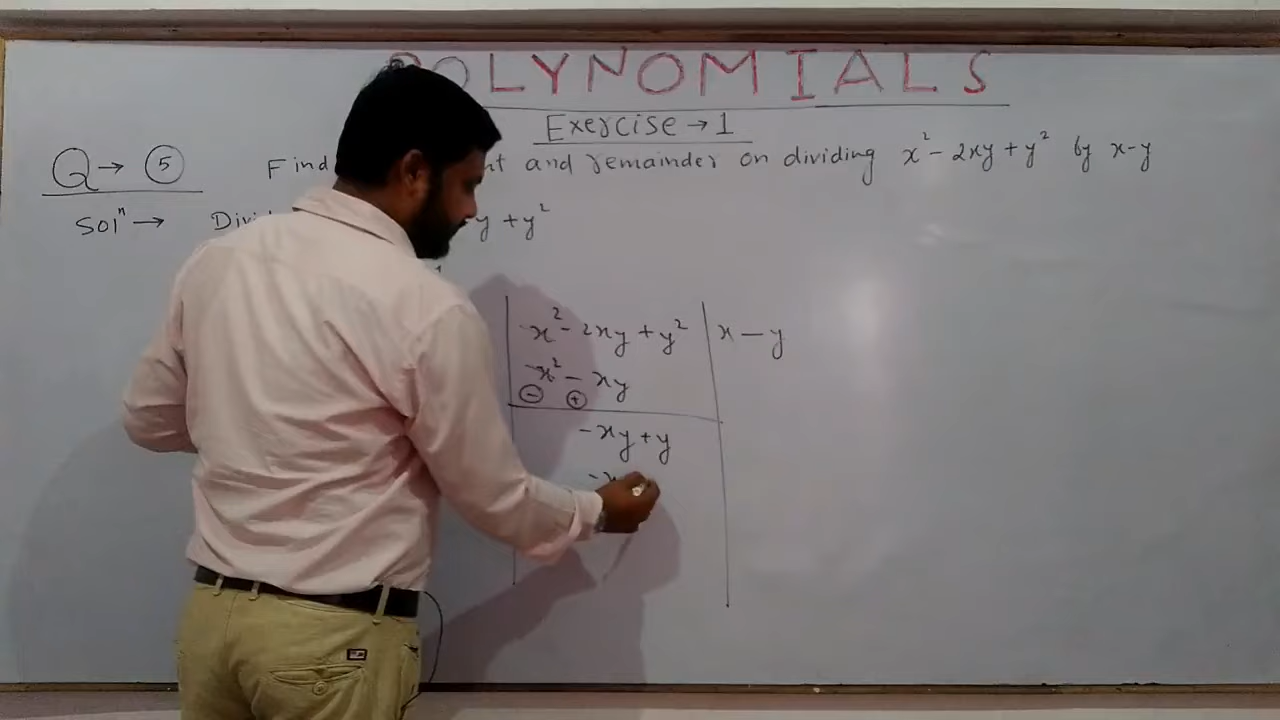 POLYNOMIALS
Exercise → 1
Q → 5 Find and remainder on dividing x² - 2xy + y² by x-y
Solⁿ → y + y²
x² - 2xy + y² x - y
x² - xy
- +
-xy + y
-x